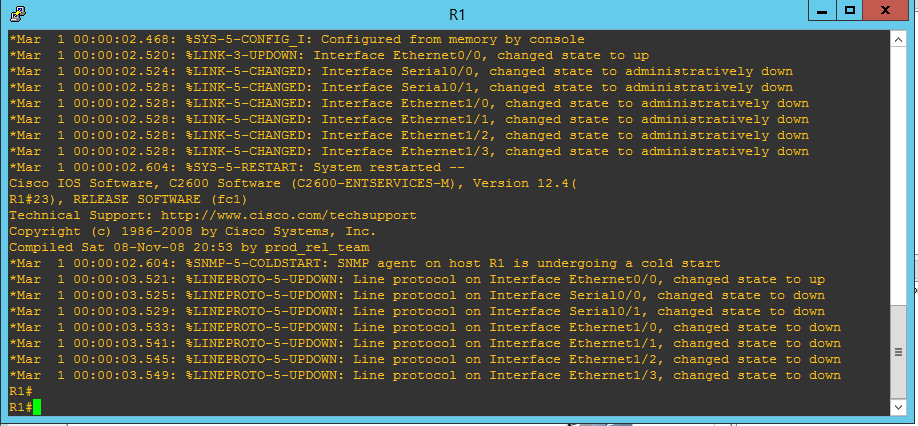 R1
*Mar  1 00:00:02.468: %SYS-5-CONFIG_I: Configured from memory by console
*Mar  1 00:00:02.520: %LINK-3-UPDOWN: Interface Ethernet0/0, changed state to up
*Mar  1 00:00:02.524: %LINK-5-CHANGED: Interface Serial0/0, changed state to administratively down
*Mar  1 00:00:02.528: %LINK-5-CHANGED: Interface Serial0/1, changed state to administratively down
*Mar  1 00:00:02.528: %LINK-5-CHANGED: Interface Ethernet1/0, changed state to administratively down
*Mar  1 00:00:02.528: %LINK-5-CHANGED: Interface Ethernet1/1, changed state to administratively down
*Mar  1 00:00:02.528: %LINK-5-CHANGED: Interface Ethernet1/2, changed state to administratively down
*Mar  1 00:00:02.528: %LINK-5-CHANGED: Interface Ethernet1/3, changed state to administratively down
*Mar  1 00:00:02.604: %SYS-5-RESTART: System restarted --
Cisco IOS Software, C2600 Software (C2600-ENTSERVICES-M), Version 12.4(
R1#23), RELEASE SOFTWARE (fc1)
Technical Support: http://www.cisco.com/techsupport
Copyright (c) 1986-2008 by Cisco Systems, Inc.
Compiled Sat 08-Nov-08 20:53 by prod_rel_team
*Mar  1 00:00:02.604: %SNMP-5-COLDSTART: SNMP agent on host R1 is undergoing a cold start
*Mar  1 00:00:03.521: %LINEPROTO-5-UPDOWN: Line protocol on Interface Ethernet0/0, changed state to up
*Mar  1 00:00:03.525: %LINEPROTO-5-UPDOWN: Line protocol on Interface Serial0/0, changed state to down
*Mar  1 00:00:03.529: %LINEPROTO-5-UPDOWN: Line protocol on Interface Serial0/1, changed state to down
*Mar  1 00:00:03.533: %LINEPROTO-5-UPDOWN: Line protocol on Interface Ethernet1/0, changed state to down
*Mar  1 00:00:03.541: %LINEPROTO-5-UPDOWN: Line protocol on Interface Ethernet1/1, changed state to down
*Mar  1 00:00:03.545: %LINEPROTO-5-UPDOWN: Line protocol on Interface Ethernet1/2, changed state to down
*Mar  1 00:00:03.549: %LINEPROTO-5-UPDOWN: Line protocol on Interface Ethernet1/3, changed state to down
R1#
R1#